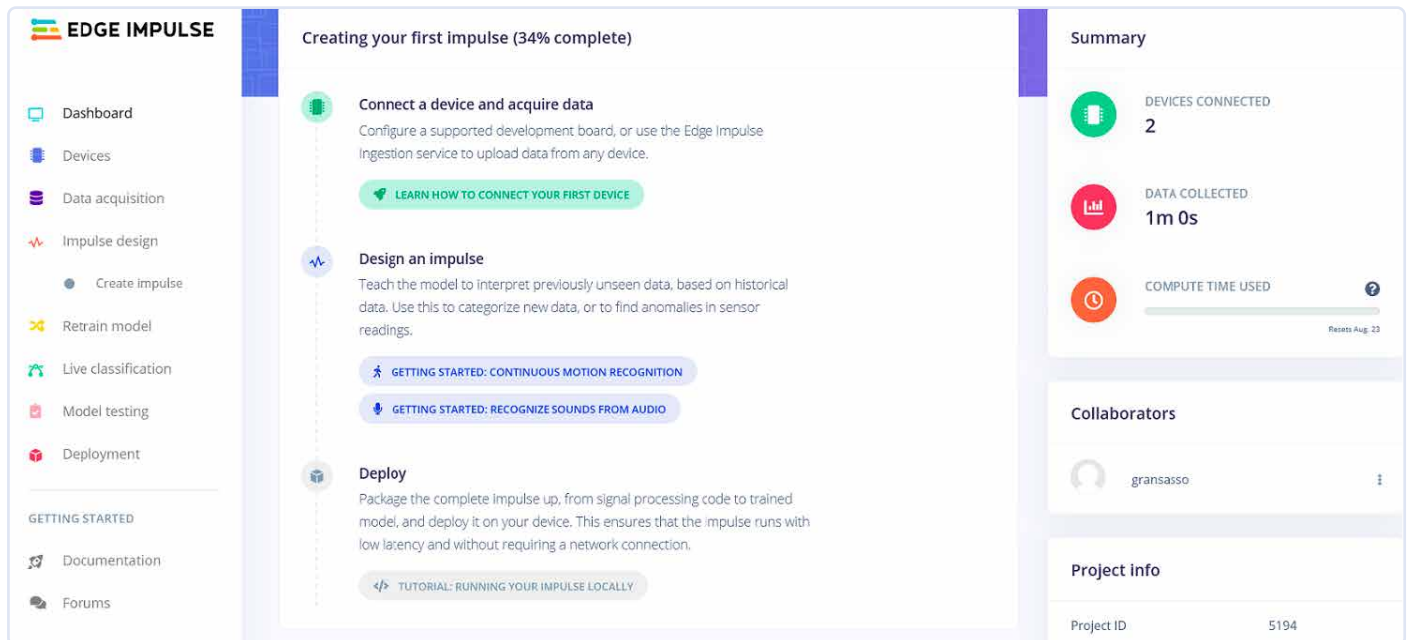 EDGE IMPULSE
Dashboard
Devices
Data acquisition
Impulse design
Create impulse
Retrain model
Live classification
Model testing
Deployment
GETTING STARTED
Documentation
Forums
Creating your first impulse (34% complete)
Connect a device and acquire data
Configure a supported development board, or use the Edge Impulse
Ingestion service to upload data from any device.
LEARN HOW TO CONNECT YOUR FIRST DEVICE
Design an impulse
Teach the model to interpret previously unseen data, based on historical
data. Use this to categorize new data, or to find anomalies in sensor
readings.
GETTING STARTED: CONTINUOUS MOTION RECOGNITION
GETTING STARTED: RECOGNIZE SOUNDS FROM AUDIO
Deploy
Package the complete impulse up, from signal processing code to trained
model, and deploy it on your device. This ensures that the impulse runs with
low latency and without requiring a network connection.
</> TUTORIAL: RUNNING YOUR IMPULSE LOCALLY
Summary
DEVICES CONNECTED
2
DATA COLLECTED
1m 0s
COMPUTE TIME USED
?
Resets Aug. 23
Collaborators
gransasso
Project info
Project ID 5194